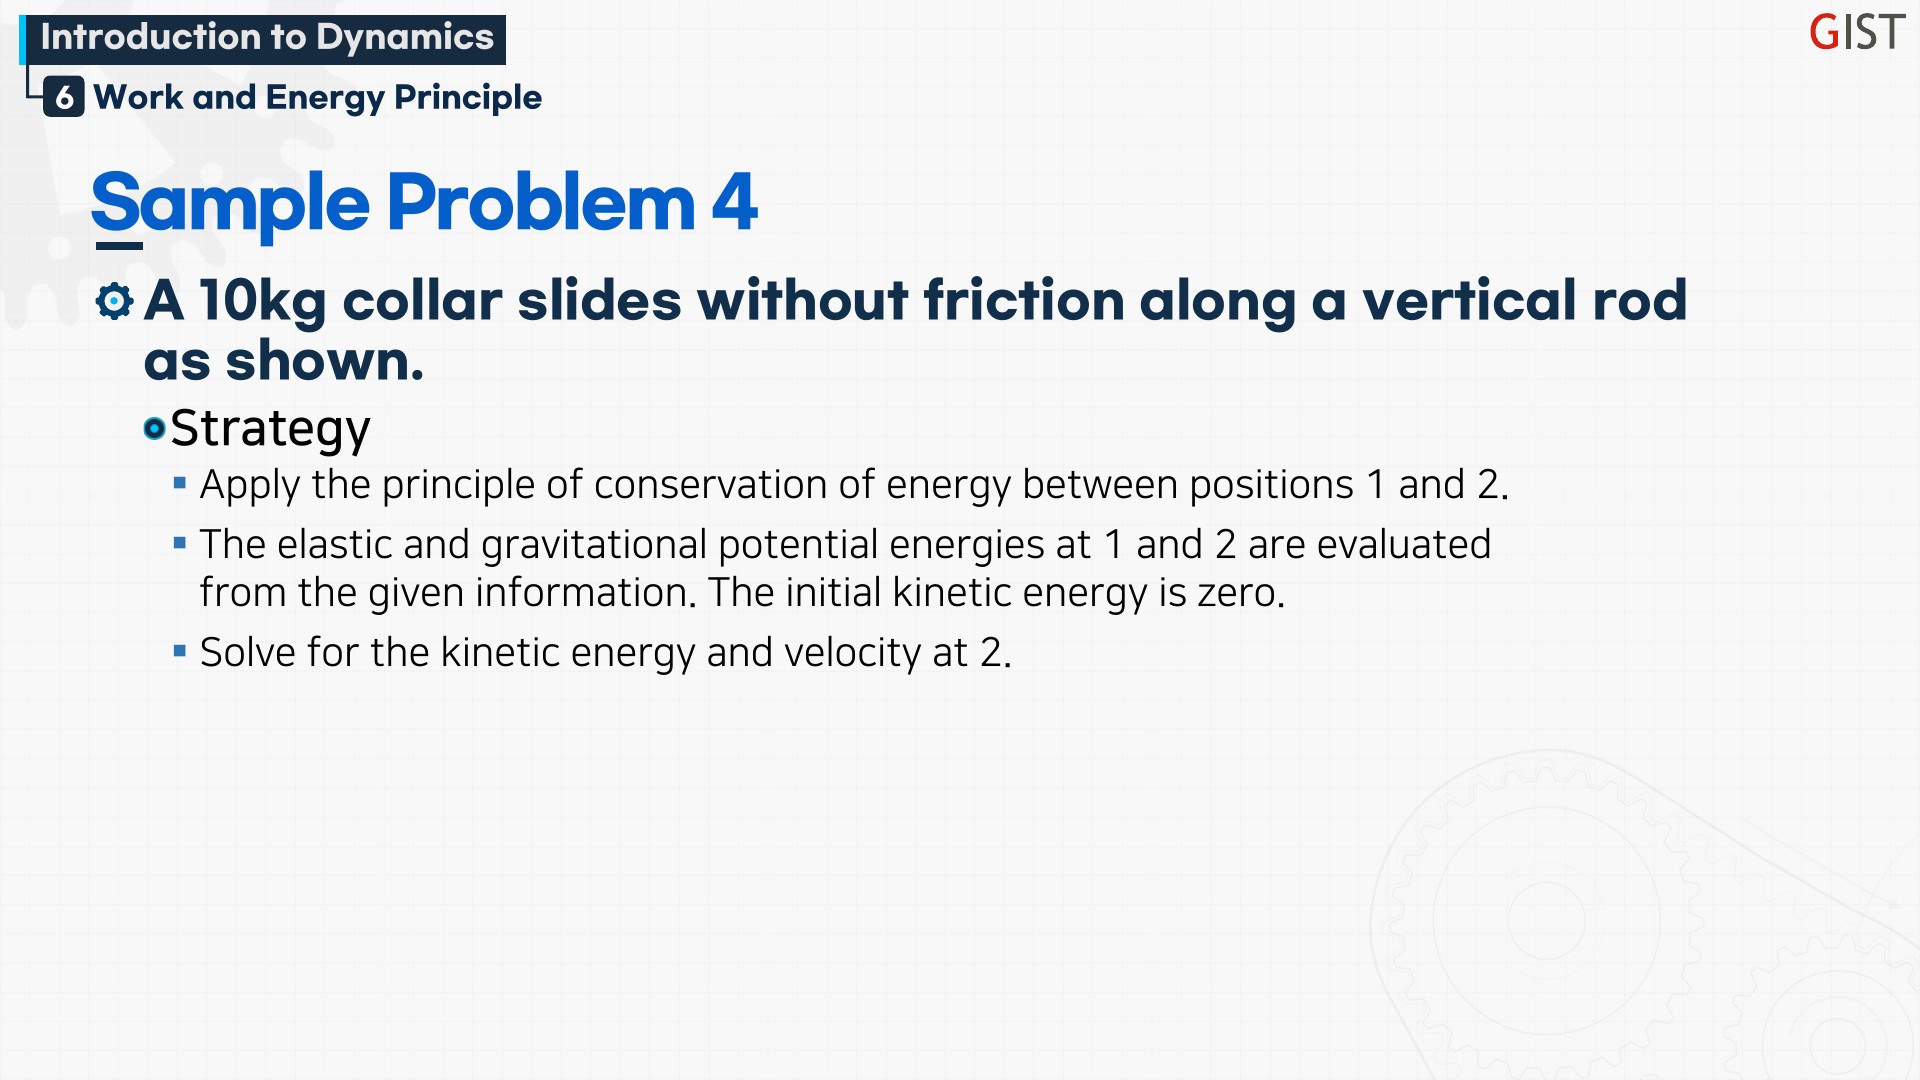 Introduction to Dynamics
GIST
6 Work and Energy Principle
Sample Problem 4
A 10kg collar slides without friction along a vertical rod
as shown.
Strategy
Apply the principle of conservation of energy between positions 1 and 2.
The elastic and gravitational potential energies at 1 and 2 are evaluated
from the given information. The initial kinetic energy is zero.
Solve for the kinetic energy and velocity at 2.